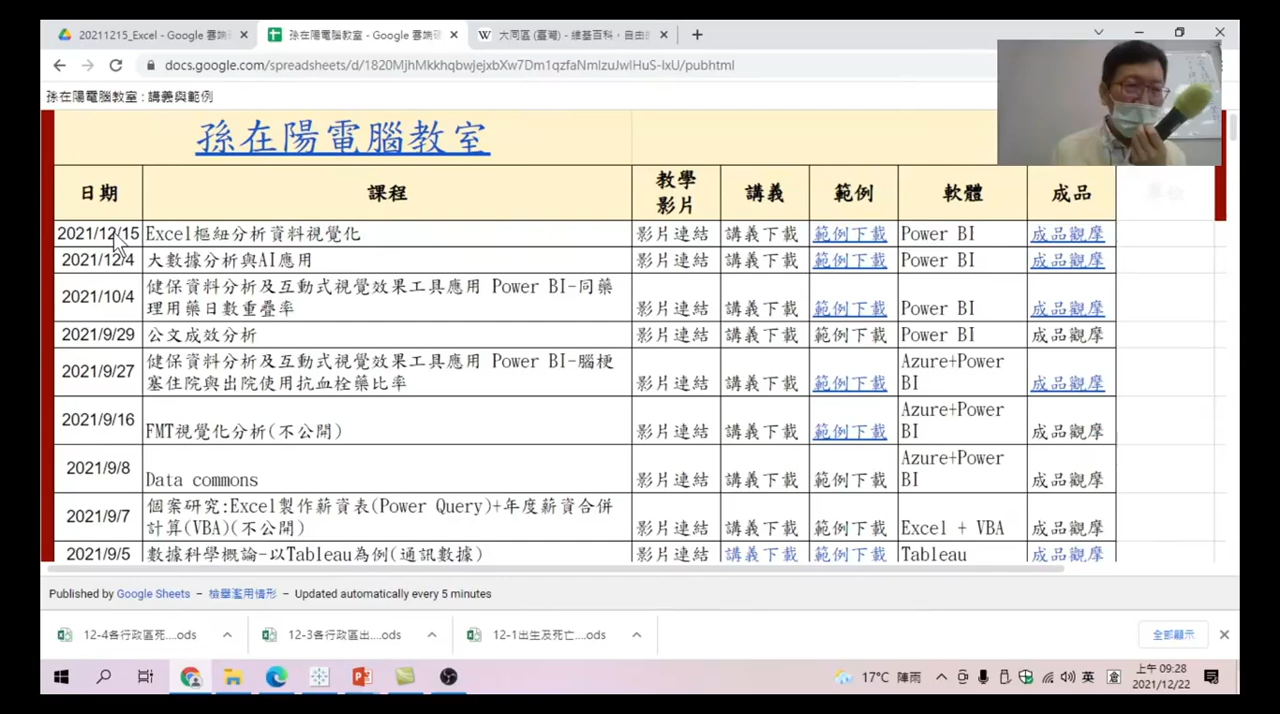 20211215_Excel - Google 雲端
孫在陽電腦教室 - Google 雲端
大同區 (臺灣) - 維基百科，自由
docs.google.com/spreadsheets/d/1820MJhMkkhqbwjejxbXw7Dm1qzfaNmIzuJwIHuS-IxU/pubhtml
孫在陽電腦教室 : 講義與範例
孫在陽電腦教室
日期 課程 教學影片 講義 範例 軟體 成品
2021/12/15 Excel樞紐分析資料視覺化 影片連結 講義下載 範例下載 Power BI 成品觀摩
2021/12/4 大數據分析與AI應用 影片連結 講義下載 範例下載 Power BI 成品觀摩
2021/10/4 健保資料分析及互動式視覺效果工具應用 Power BI-同藥
理用藥日數重疊率 影片連結 講義下載 範例下載 Power BI 成品觀摩
2021/9/29 公文成效分析 影片連結 講義下載 範例下載 Power BI 成品觀摩
2021/9/27 健保資料分析及互動式視覺效果工具應用 Power BI-腦梗 Azure+Power
塞住院與出院使用抗血栓藥比率 影片連結 講義下載 範例下載 BI 成品觀摩
2021/9/16 Azure+Power
FMT視覺化分析(不公開) 影片連結 講義下載 範例下載 BI 成品觀摩
2021/9/8 Azure+Power
Data commons 影片連結 講義下載 範例下載 BI 成品觀摩
2021/9/7 個案研究:Excel製作薪資表(Power Query)+年度薪資合併
計算(VBA)(不公開) 影片連結 講義下載 範例下載 Excel + VBA 成品觀摩
2021/9/5 數據科學概論-以Tableau為例(通訊數據) 影片連結 講義下載 範例下載 Tableau 成品觀摩
Published by Google Sheets – 檢舉濫用情形 – Updated automatically every 5 minutes
12-4各行政區死....ods 12-3各行政區出....ods 12-1出生及死亡....ods 全部顯示
17°C 陣雨 英 倉 上午 09:28
2021/12/22